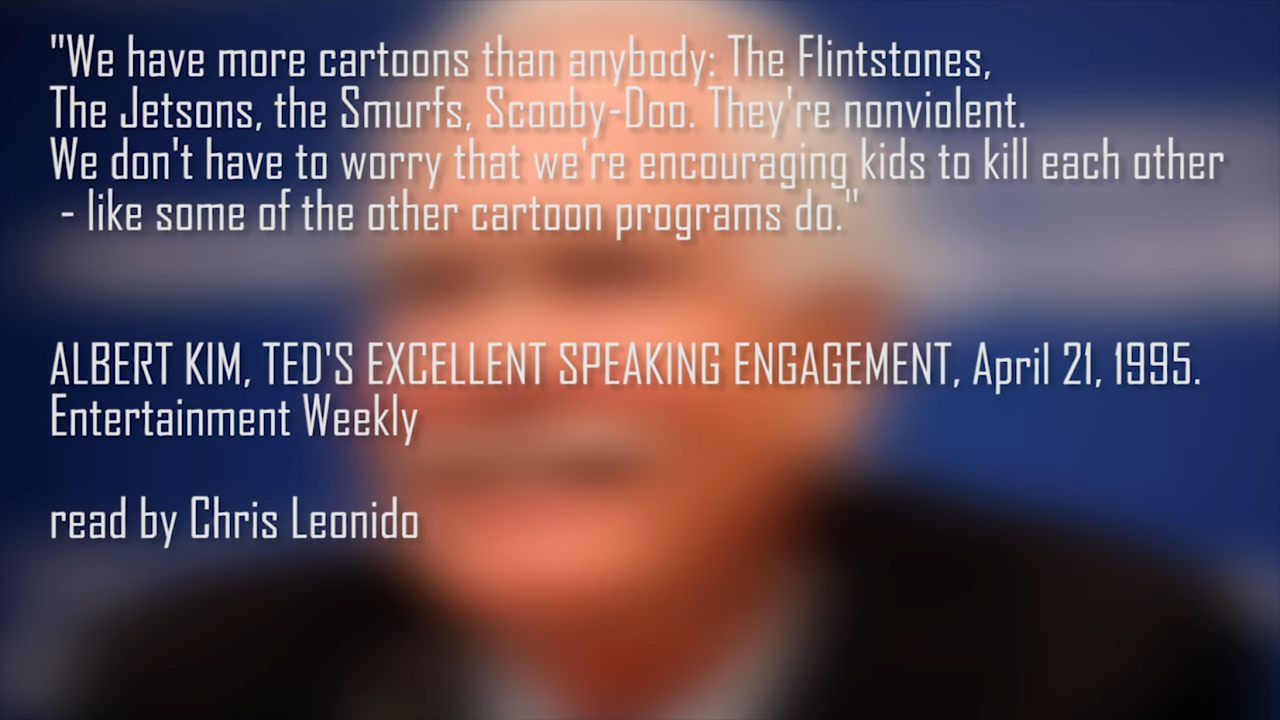 "We have more cartoons than anybody: The Flintstones,
The Jetsons, the Smurfs, Scooby-Doo. They're nonviolent.
We don't have to worry that we're encouraging kids to kill each other
- like some of the other cartoon programs do."
ALBERT KIM, TED'S EXCELLENT SPEAKING ENGAGEMENT, April 21, 1995.
Entertainment Weekly
read by Chris Leonido